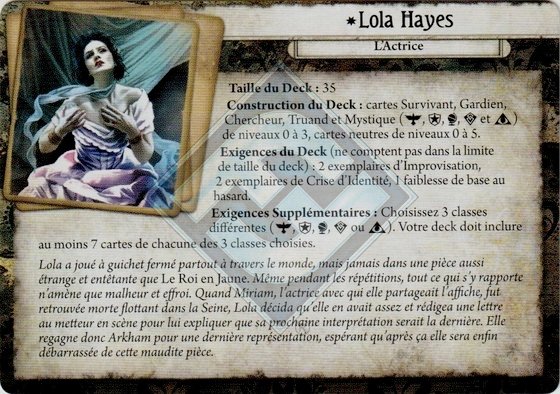 Lola Hayes
L'Actrice
Taille du Deck : 35
Construction du Deck : cartes Survivant, Gardien,
Chercheur, Truand et Mystique ( , , , et )
de niveaux 0 à 3, cartes neutres de niveaux 0 à 5.
Exigences du Deck (ne comptent pas dans la limite
de taille du deck) : 2 exemplaires d'Improvisation,
2 exemplaires de Crise d'Identité, 1 faiblesse de base au
hasard.
Exigences Supplémentaires : Choisissez 3 classes
différentes ( , , , ou ). Votre deck doit inclure
au moins 7 cartes de chacune des 3 classes choisies.
Lola a joué à guichet fermé partout à travers le monde, mais jamais dans une pièce aussi
étrange et entêtante que Le Roi en Jaune. Même pendant les répétitions, tout ce qui s'y rapporte
n'amène que malheur et effroi. Quand Miriam, l'actrice avec qui elle partageait l'affiche, fut
retrouvée morte flottant dans la Seine, Lola décida qu'elle en avait assez et rédigea une lettre
au metteur en scène pour lui expliquer que sa prochaine interprétation serait la dernière. Elle
regagne donc Arkham pour une dernière représentation, espérant qu'après ça elle sera enfin
débarrassée de cette maudite pièce.